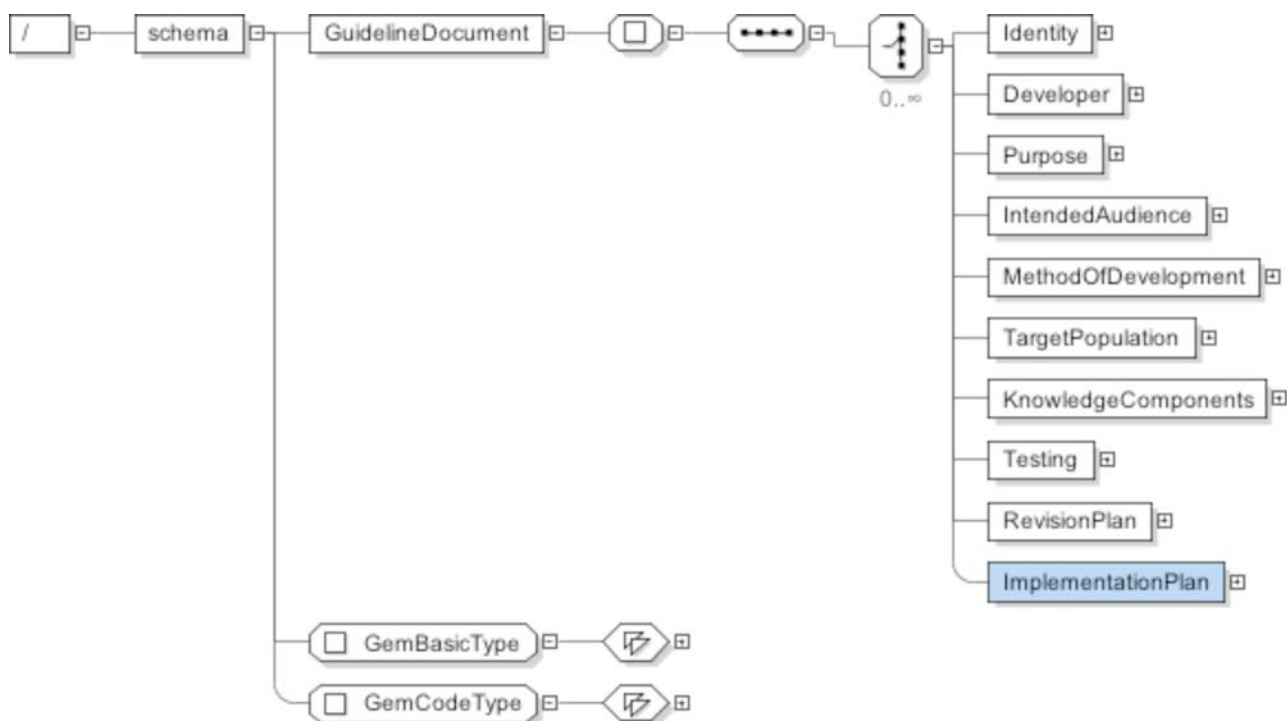 /
schema
GuidelineDocument
0..∞
Identity
Developer
Purpose
IntendedAudience
MethodOfDevelopment
TargetPopulation
KnowledgeComponents
Testing
RevisionPlan
ImplementationPlan
GemBasicType
GemCodeType